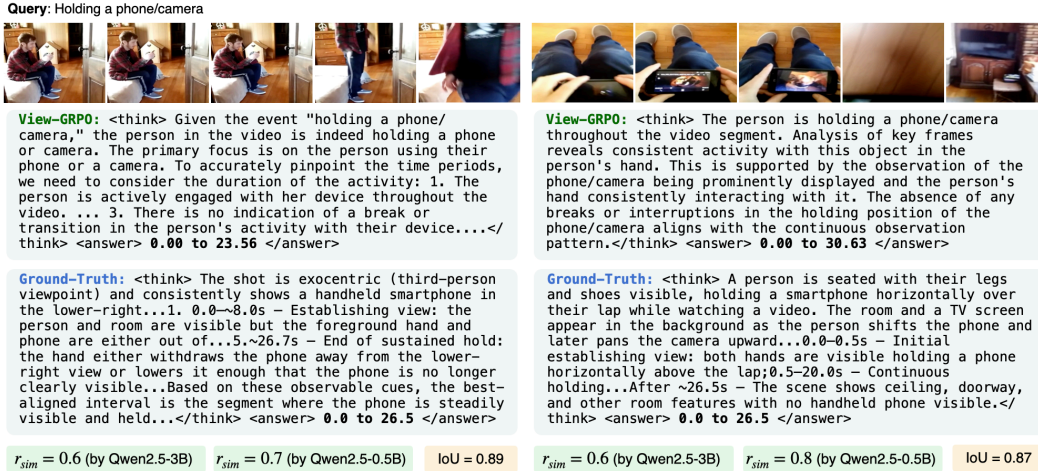 Query: Holding a phone/camera
View-GRPO: <think> Given the event "holding a phone/
camera," the person in the video is indeed holding a phone
or camera. The primary focus is on the person using their
phone or a camera. To accurately pinpoint the time periods,
we need to consider the duration of the activity: 1. The
person is actively engaged with her device throughout the
video. ... 3. There is no indication of a break or
transition in the person's activity with their device....</
think> <answer> 0.00 to 23.56 </answer>
Ground-Truth: <think> The shot is exocentric (third-person
viewpoint) and consistently shows a handheld smartphone in
the lower-right...1. 0.0–~8.0s — Establishing view: the
person and room are visible but the foreground hand and
phone are either out of...5.~26.7s — End of sustained hold:
the hand either withdraws the phone away from the lower-
right view or lowers it enough that the phone is no longer
clearly visible...Based on these observable cues, the best-
aligned interval is the segment where the phone is steadily
visible and held...</think> <answer> 0.0 to 26.5 </answer>
r_sim = 0.6 (by Qwen2.5-3B) r_sim = 0.7 (by Qwen2.5-0.5B) IoU = 0.89
View-GRPO: <think> The person is holding a phone/camera
throughout the video segment. Analysis of key frames
reveals consistent activity with this object in the
person's hand. This is supported by the observation of the
phone/camera being prominently displayed and the person's
hand consistently interacting with it. The absence of any
breaks or interruptions in the holding position of the
phone/camera aligns with the continuous observation
pattern.</think> <answer> 0.00 to 30.63 </answer>
Ground-Truth: <think> A person is seated with their legs
and shoes visible, holding a smartphone horizontally over
their lap while watching a video. The room and a TV screen
appear in the background as the person shifts the phone and
later pans the camera upward...0.0–0.5s — Initial
establishing view: both hands are visible holding a phone
horizontally above the lap;0.5–20.0s — Continuous
holding...After ~26.5s — The scene shows ceiling, doorway,
and other room features with no handheld phone visible.</
think> <answer> 0.0 to 26.5 </answer>
r_sim = 0.6 (by Qwen2.5-3B) r_sim = 0.8 (by Qwen2.5-0.5B) IoU = 0.87